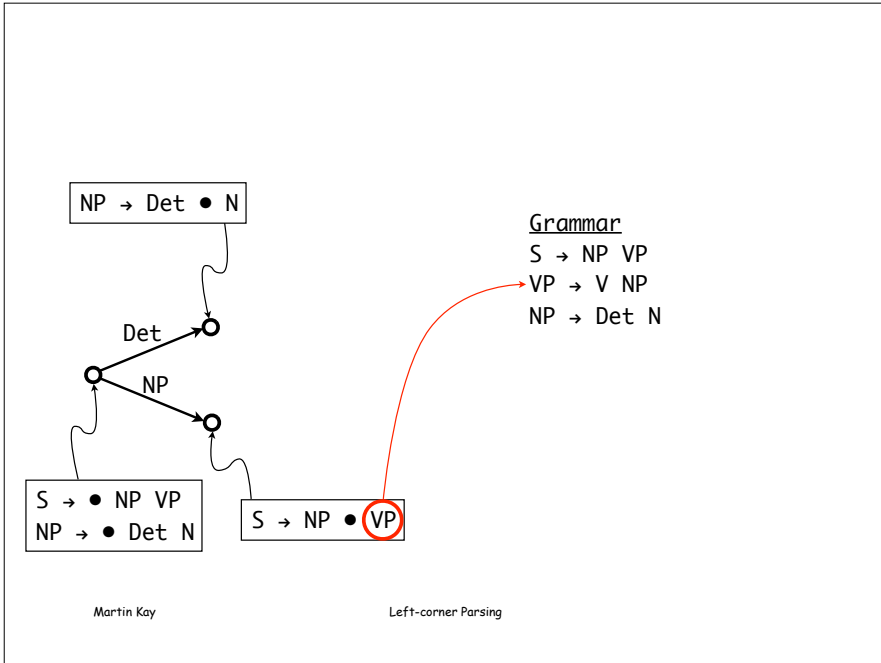 NP → Det ● N
Grammar
S → NP VP
VP → V NP
NP → Det N
Det
NP
S → ● NP VP
NP → ● Det N
S → NP ● VP
Martin Kay
Left-corner Parsing